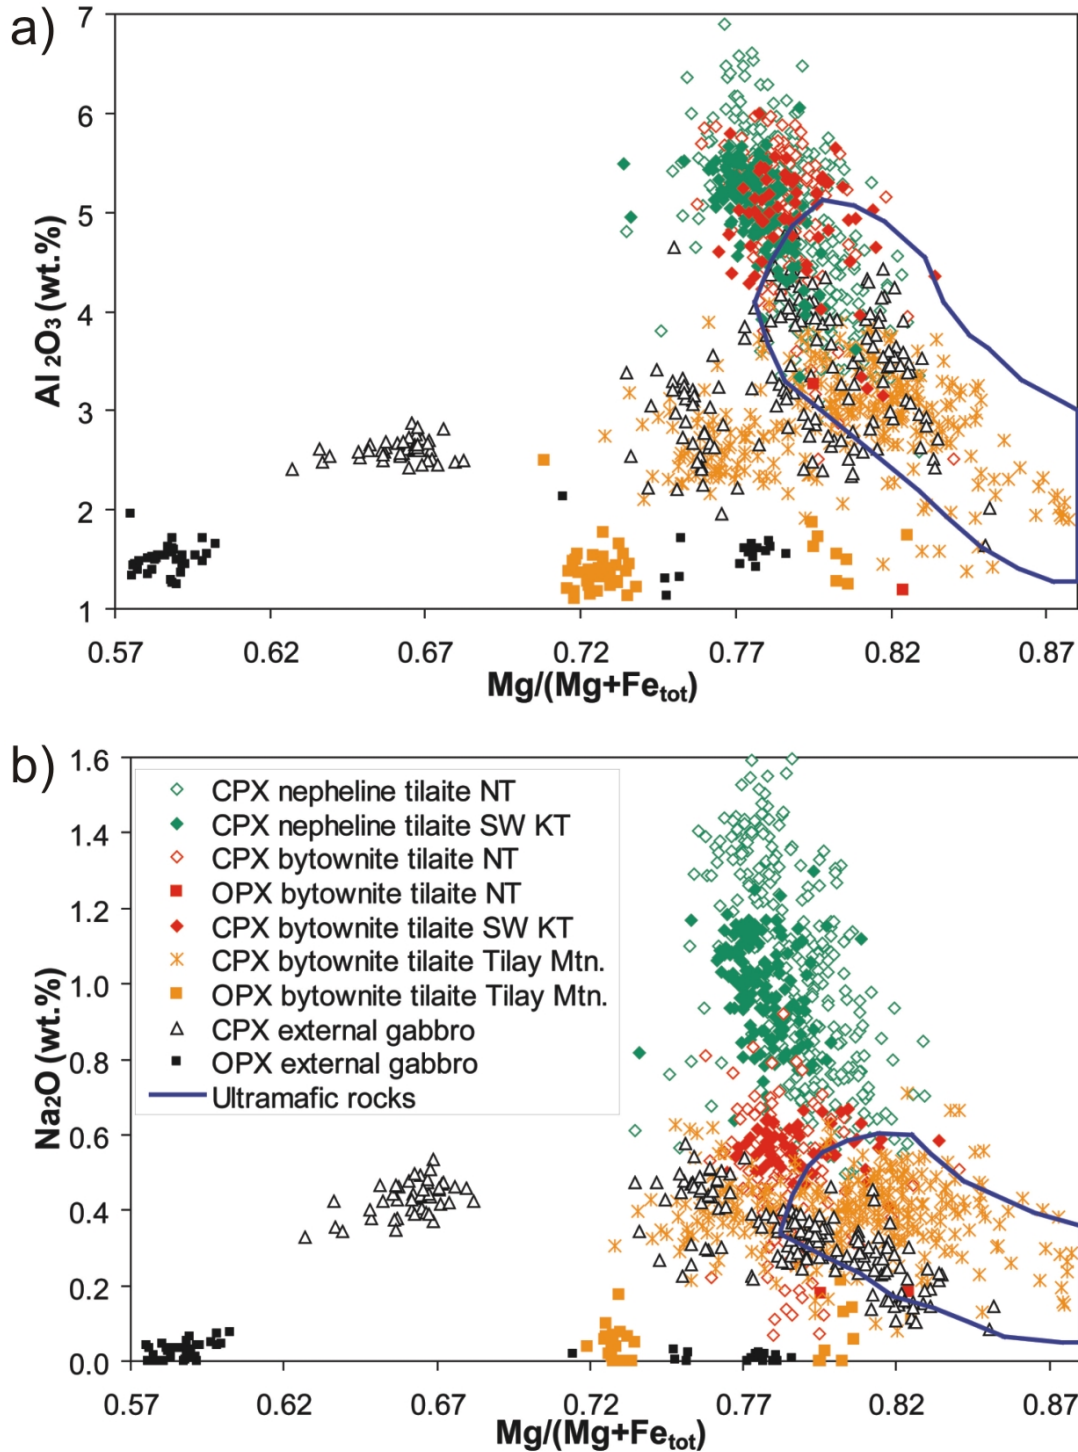 a)
7
6
5
4
3
2
1
Al 2O3 (wt.%)
0.57 0.62 0.67 0.72 0.77 0.82 0.87
Mg/(Mg+Fetot)
b)
1.6
1.4
1.2
1.0
0.8
0.6
0.4
0.2
0.0
Na2O (wt.%)
CPX nepheline tilaite NT
CPX nepheline tilaite SW KT
CPX bytownite tilaite NT
OPX bytownite tilaite NT
CPX bytownite tilaite SW KT
CPX bytownite tilaite Tilay Mtn.
OPX bytownite tilaite Tilay Mtn.
CPX external gabbro
OPX external gabbro
Ultramafic rocks
0.57 0.62 0.67 0.72 0.77 0.82 0.87
Mg/(Mg+Fetot)